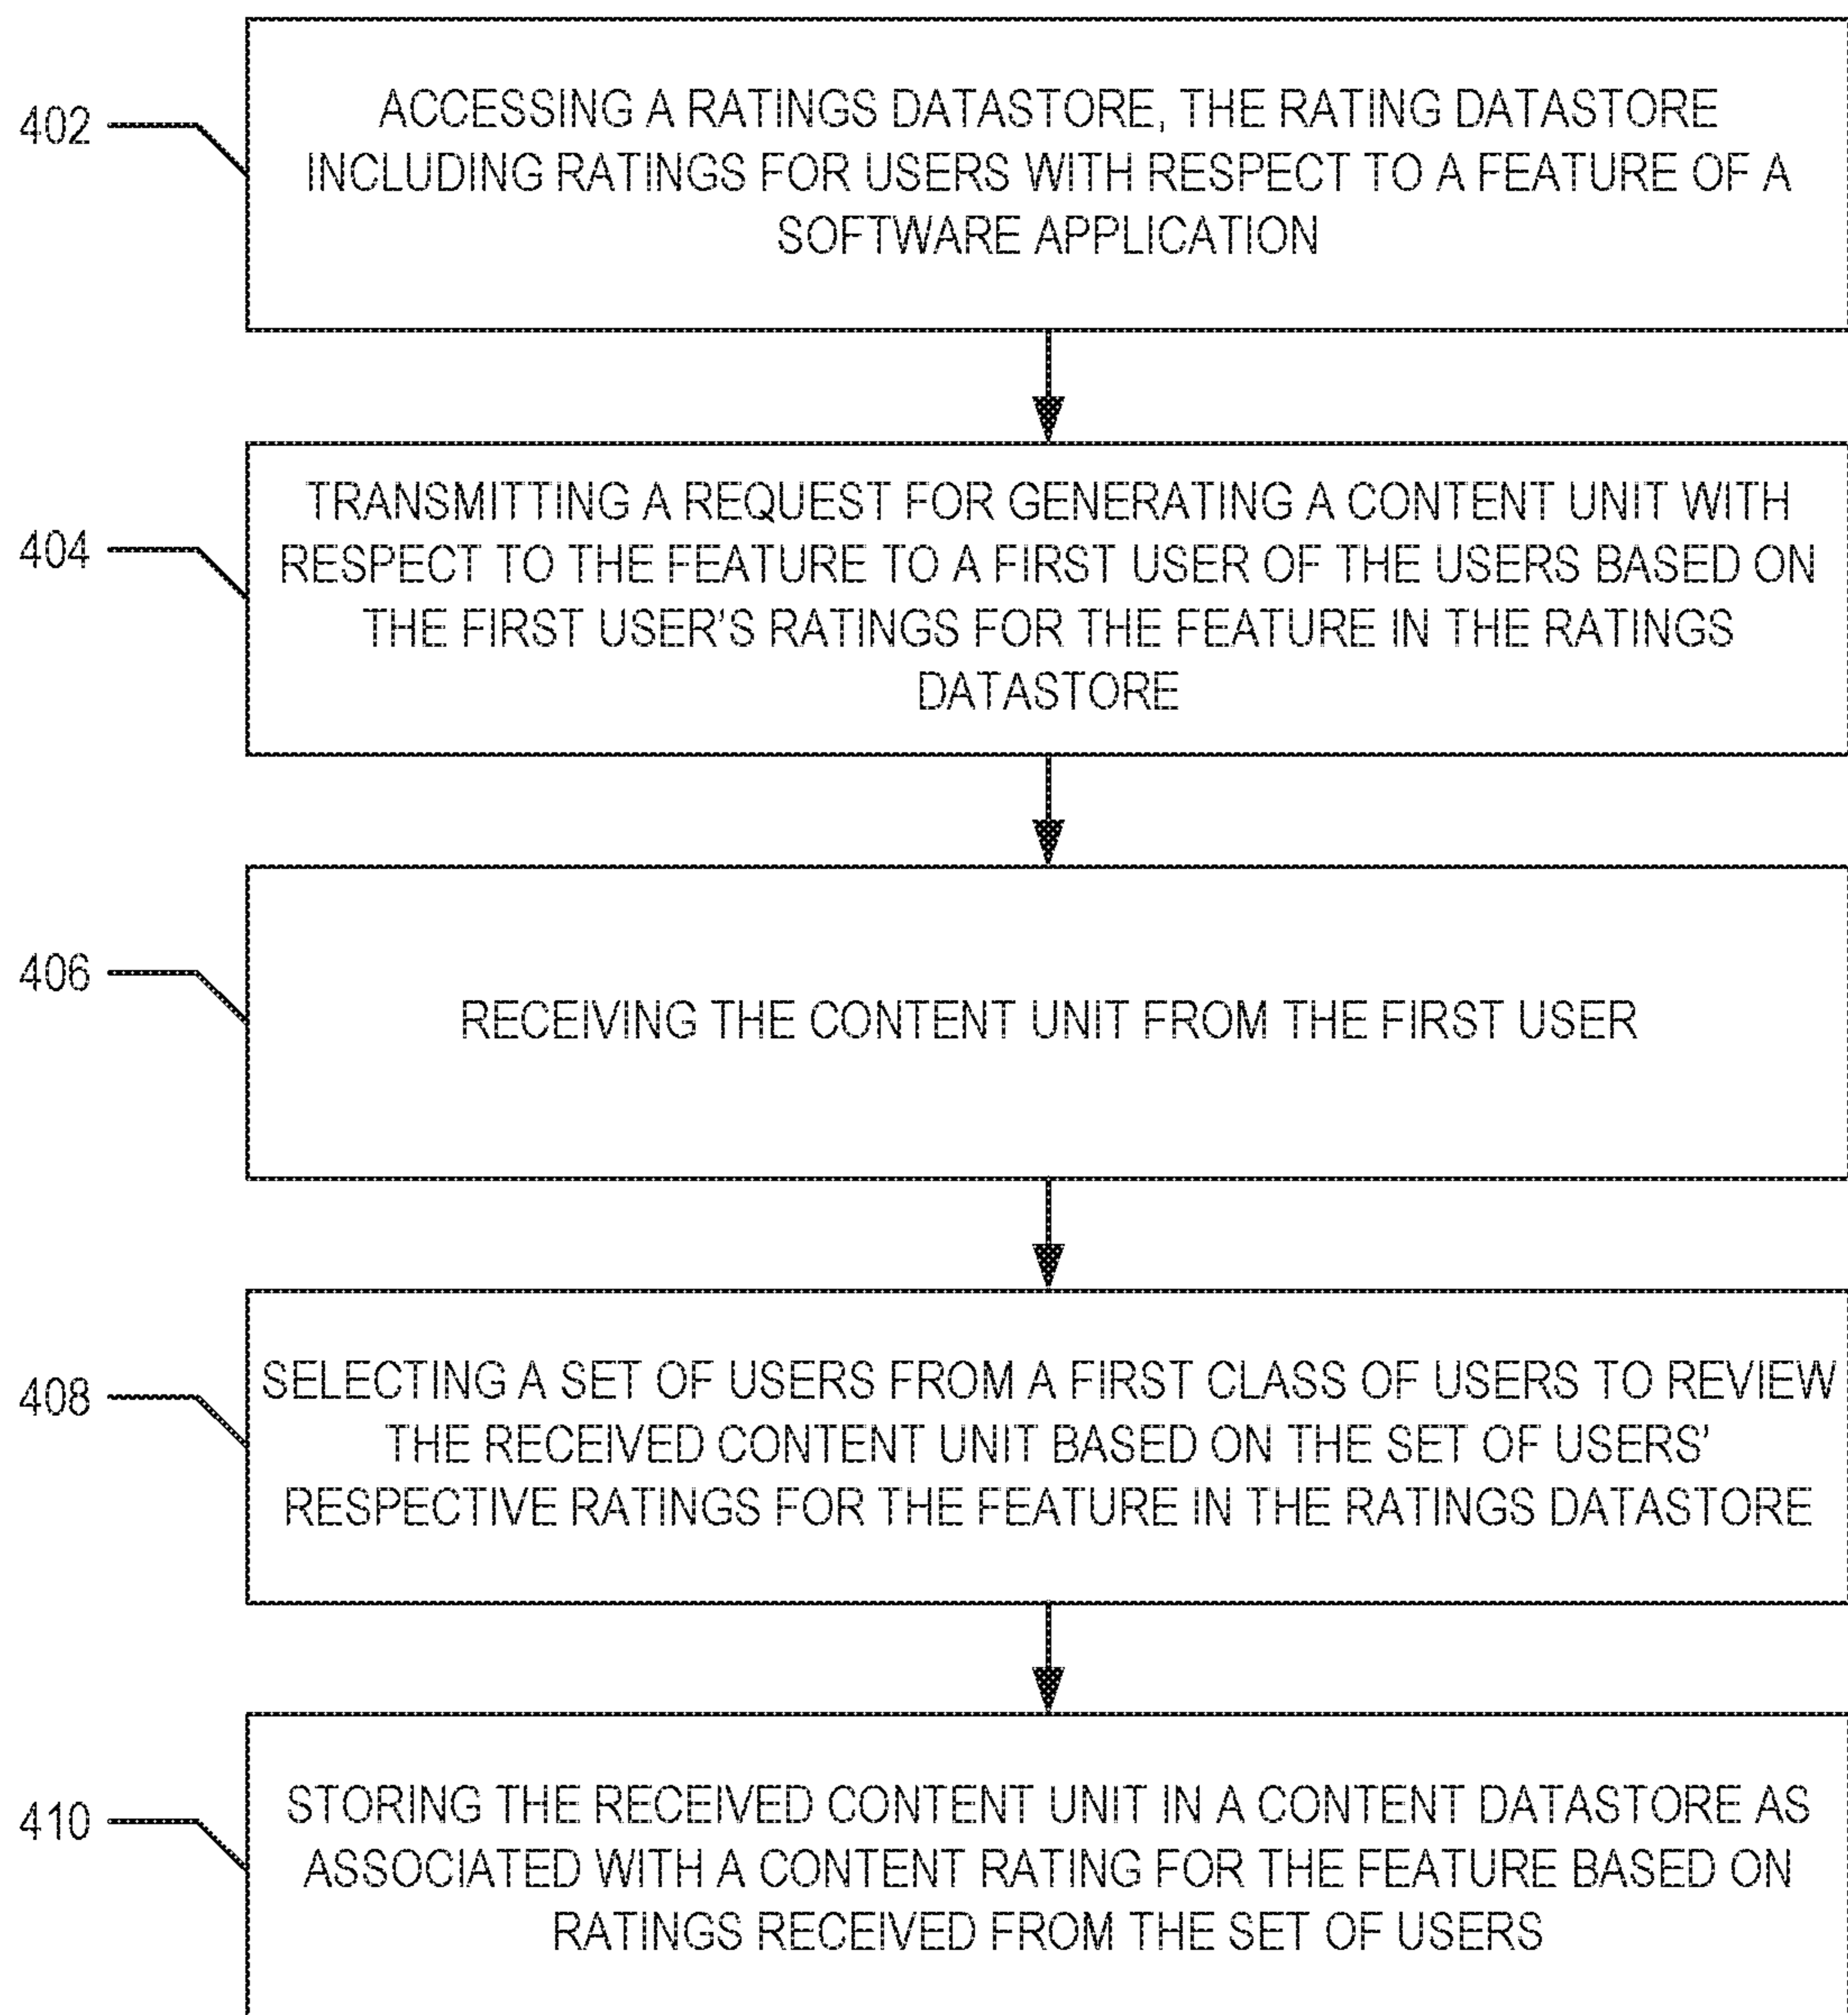 402
ACCESSING A RATINGS DATASTORE, THE RATING DATASTORE
INCLUDING RATINGS FOR USERS WITH RESPECT TO A FEATURE OF A
SOFTWARE APPLICATION
404
TRANSMITTING A REQUEST FOR GENERATING A CONTENT UNIT WITH
RESPECT TO THE FEATURE TO A FIRST USER OF THE USERS BASED ON
THE FIRST USER'S RATINGS FOR THE FEATURE IN THE RATINGS
DATASTORE
406
RECEIVING THE CONTENT UNIT FROM THE FIRST USER
408
SELECTING A SET OF USERS FROM A FIRST CLASS OF USERS TO REVIEW
THE RECEIVED CONTENT UNIT BASED ON THE SET OF USERS'
RESPECTIVE RATINGS FOR THE FEATURE IN THE RATINGS DATASTORE
410
STORING THE RECEIVED CONTENT UNIT IN A CONTENT DATASTORE AS
ASSOCIATED WITH A CONTENT RATING FOR THE FEATURE BASED ON
RATINGS RECEIVED FROM THE SET OF USERS